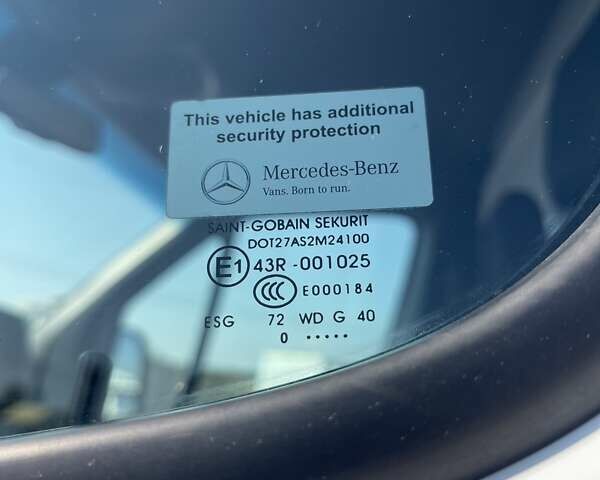 This vehicle has additional
security protection
Mercedes-Benz
Vans. Born to run.
SAINT-GOBAIN SEKURIT
DOT27AS2M24100
E1 43R -001025
CCC E000184
ESG 72 WD G 40
0 .....